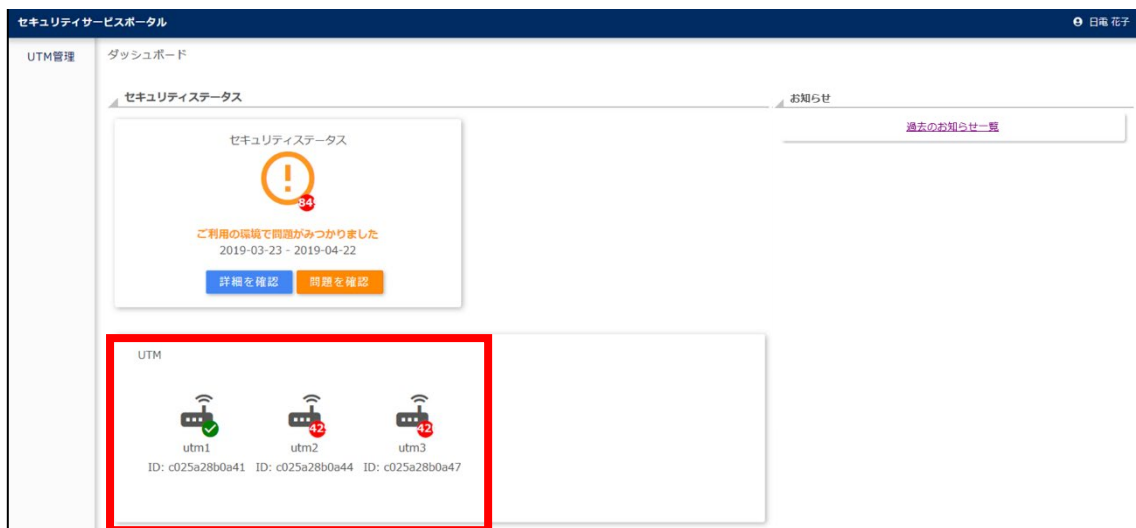 セキュリティサービスポータル
日電 花子
UTM管理
ダッシュボード
セキュリティステータス
セキュリティステータス
84
ご利用の環境で問題がみつかりました
2019-03-23 - 2019-04-22
詳細を確認 問題を確認
お知らせ
過去のお知らせ一覧
UTM
42 42
utm1 utm2 utm3
ID: c025a28b0a41 ID: c025a28b0a44 ID: c025a28b0a47